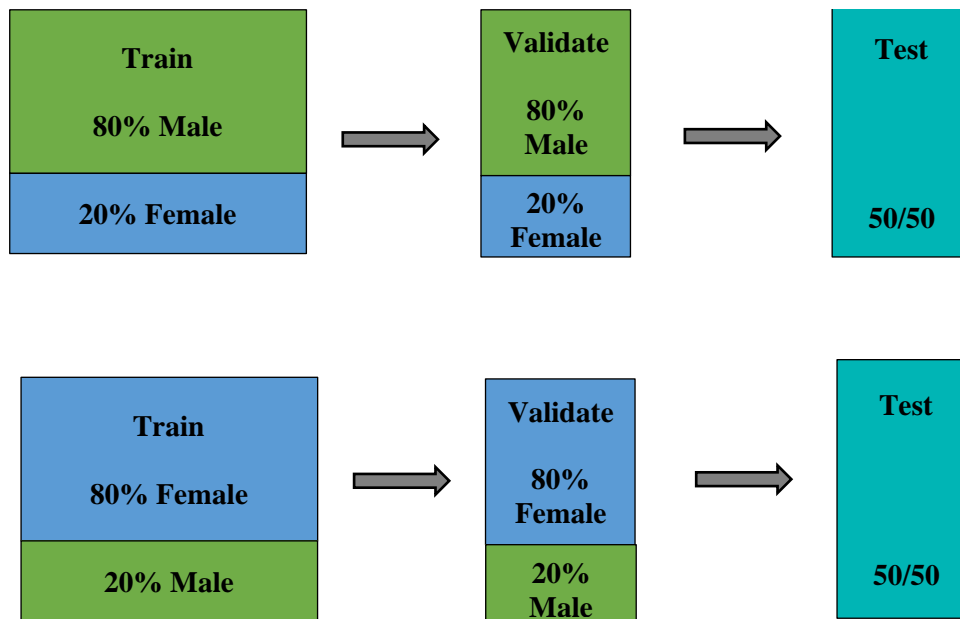 Train
80% Male
20% Female
Validate
80%
Male
20%
Female
Test
50/50
Train
80% Female
20% Male
Validate
80%
Female
20%
Male
Test
50/50